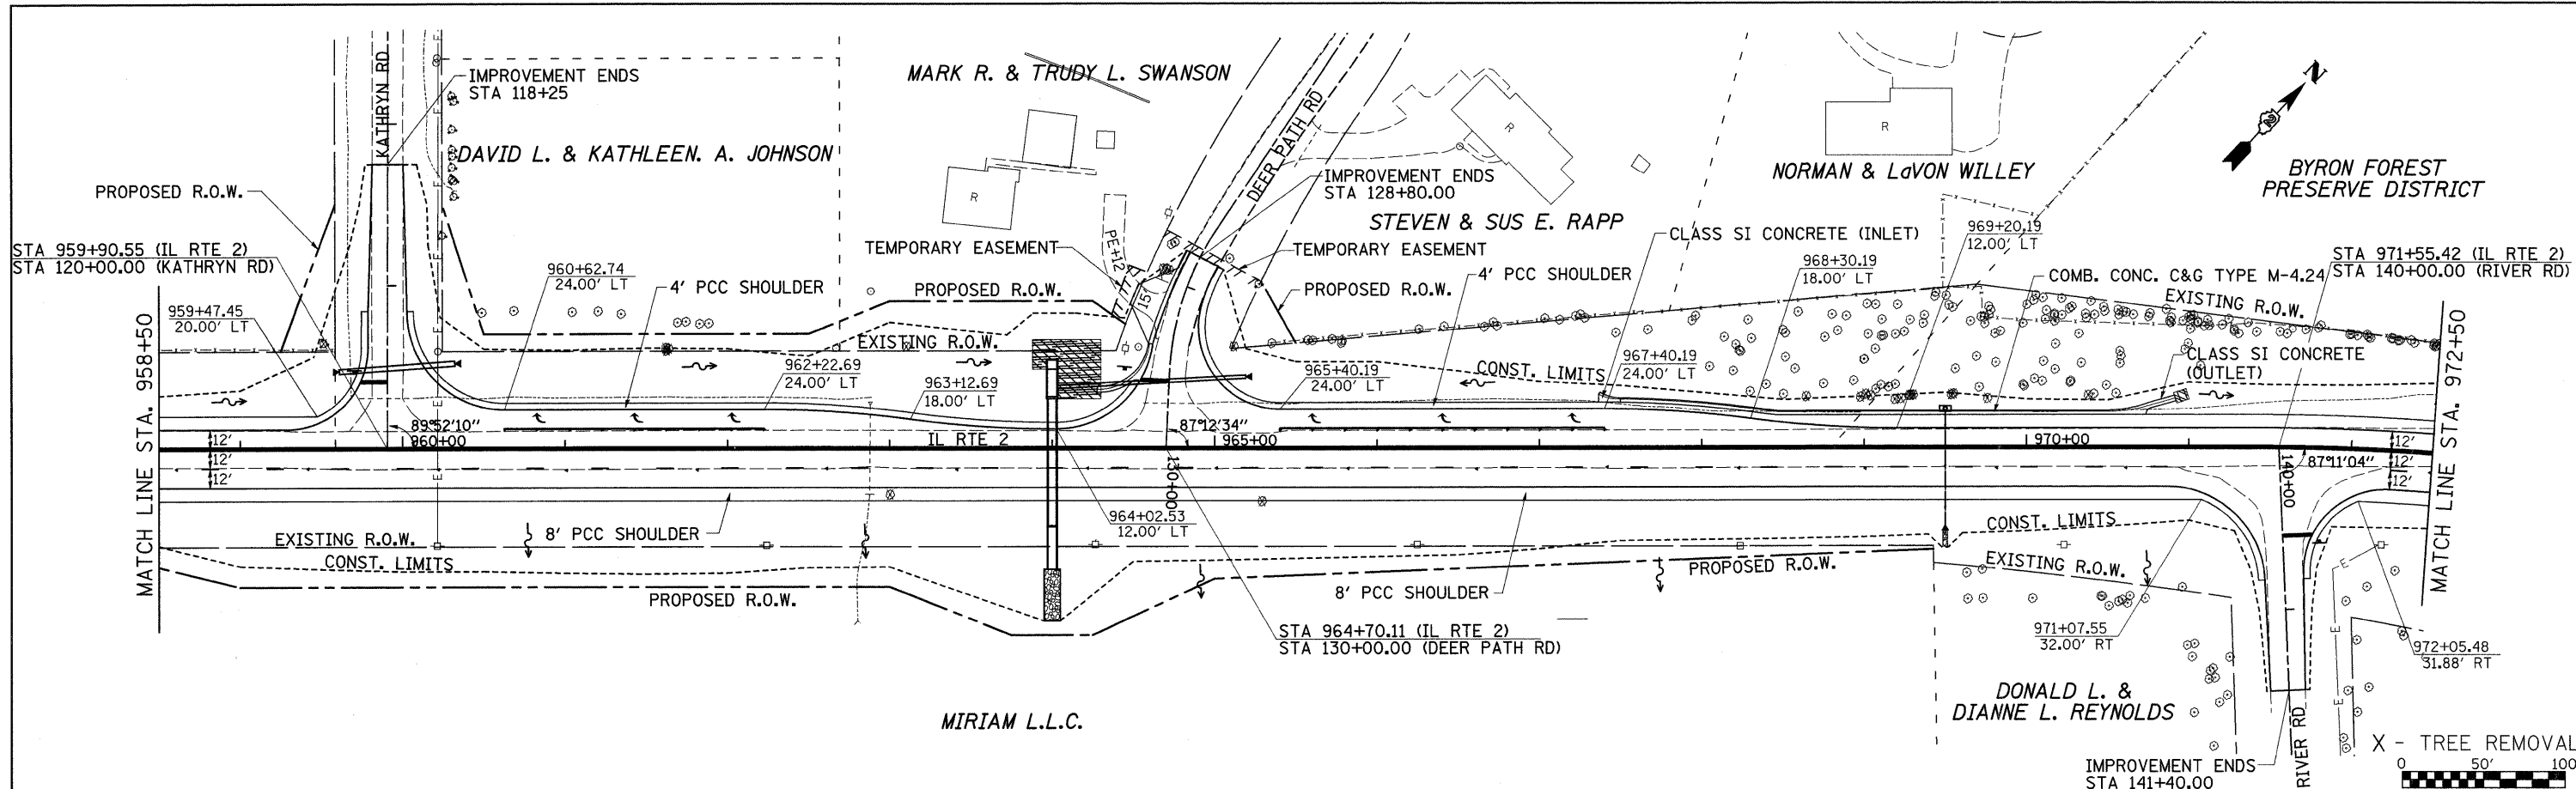 KATHRYN RD
IMPROVEMENT ENDS
STA 118+25
MARK R. & TRUDY L. SWANSON
DAVID L. & KATHLEEN. A. JOHNSON
PROPOSED R.O.W.
STA 959+90.55 (IL RTE 2)
STA 120+00.00 (KATHRYN RD)
959+47.45
20.00' LT
960+62.74
24.00' LT
4' PCC SHOULDER
PROPOSED R.O.W.
TEMPORARY EASEMENT
PE+12
15'
DEER PATH RD
IMPROVEMENT ENDS
STA 128+80.00
STEVEN & SUS E. RAPP
TEMPORARY EASEMENT
PROPOSED R.O.W.
R
R
R
NORMAN & LaVON WILLEY
N
2
BYRON FOREST
PRESERVE DISTRICT
CLASS SI CONCRETE (INLET)
4' PCC SHOULDER
969+20.19
12.00' LT
968+30.19
18.00' LT
COMB. CONC. C&G TYPE M-4.24
STA 971+55.42 (IL RTE 2)
STA 140+00.00 (RIVER RD)
EXISTING R.O.W.
EXISTING R.O.W.
962+22.69
24.00' LT
963+12.69
18.00' LT
965+40.19
24.00' LT
CONST. LIMITS
967+40.19
24.00' LT
CLASS SI CONCRETE
(OUTLET)
MATCH LINE STA. 958+50
MATCH LINE STA. 972+50
89°52'10"
960+00
IL RTE 2
87°12'34"
965+00
970+00
87°11'04"
12'
12'
12'
12'
12'
12'
130+00
140+00
964+02.53
12.00' LT
8' PCC SHOULDER
EXISTING R.O.W.
CONST. LIMITS
PROPOSED R.O.W.
8' PCC SHOULDER
PROPOSED R.O.W.
CONST. LIMITS
EXISTING R.O.W.
STA 964+70.11 (IL RTE 2)
STA 130+00.00 (DEER PATH RD)
971+07.55
32.00' RT
972+05.48
31.88' RT
DONALD L. &
DIANNE L. REYNOLDS
MIRIAM L.L.C.
RIVER RD
IMPROVEMENT ENDS
STA 141+40.00
X - TREE REMOVAL
0 50' 100